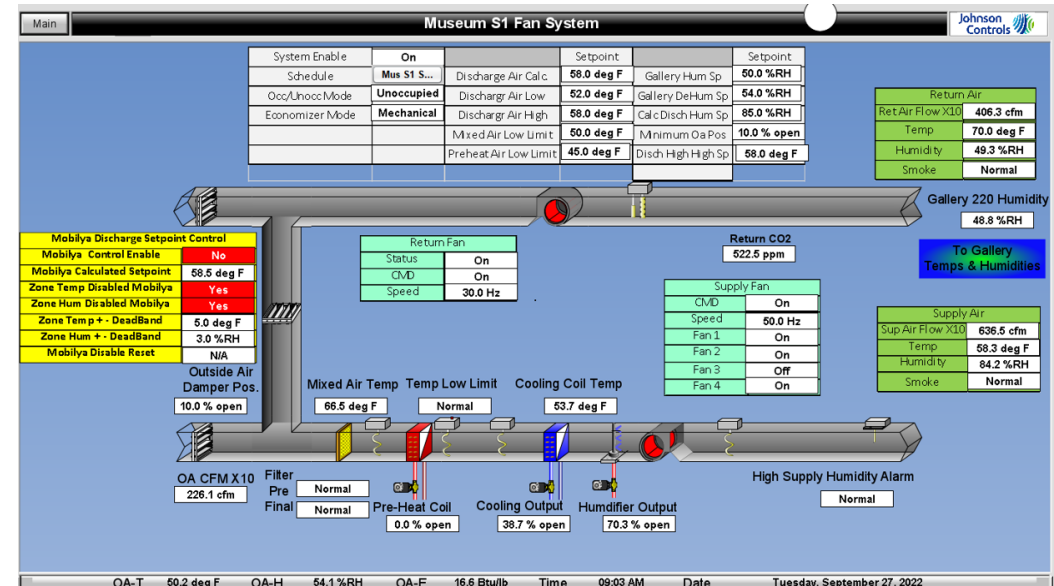 Main
Museum S1 Fan System
Johnson
Controls
System Enable On Setpoint Setpoint
Schedule Mus S1 S... Discharge Air Calc. 58.0 deg F Gallery Hum Sp 50.0 %RH
Occ/Unocc Mode Unoccupied Dischargr Air Low 52.0 deg F Gallery DeHum Sp 54.0 %RH
Economizer Mode Mechanical Dischargr Air High 58.0 deg F Calc Disch Hum Sp 85.0 %RH
Mixed Air Low Limit 50.0 deg F Minimum Oa Pos 10.0 % open
Preheat Air Low Limit 45.0 deg F Disch High High Sp 58.0 deg F
Return Air
Ret Air Flow X10 406.3 cfm
Temp 70.0 deg F
Humidity 49.3 %RH
Smoke Normal
Gallery 220 Humidity
48.8 %RH
Mobilya Discharge Setpoint Control
Mobilya Control Enable No
Mobilya Calculated Setpoint 58.5 deg F
Zone Temp Disabled Mobilya Yes
Zone Hum Disabled Mobilya Yes
Zone Temp + - DeadBand 5.0 deg F
Zone Hum + - DeadBand 3.0 %RH
Mobilya Disable Reset N/A
Return Fan
Status On
CMD On
Speed 30.0 Hz
Return CO2
522.5 ppm
To Gallery
Temps & Humidities
Supply Fan
CMD On
Speed 50.0 Hz
Fan 1 On
Fan 2 On
Fan 3 Off
Fan 4 On
Supply Air
Sup Air Flow X10 636.5 cfm
Temp 58.3 deg F
Humidity 84.2 %RH
Smoke Normal
Outside Air
Damper Pos.
10.0 % open
Mixed Air Temp Temp Low Limit Cooling Coil Temp
66.5 deg F Normal 53.7 deg F
OA CFM X10
226.1 cfm
Filter
Pre Normal
Final Normal
Pre-Heat Coil Cooling Output Humdifier Output
0.0 % open 38.7 % open 70.3 % open
High Supply Humidity Alarm
Normal
OA-T 50.2 deg F OA-H 54.1 %RH OA-E 16.6 Btu/lb Time 09:03 AM Date Tuesday, September 27, 2022